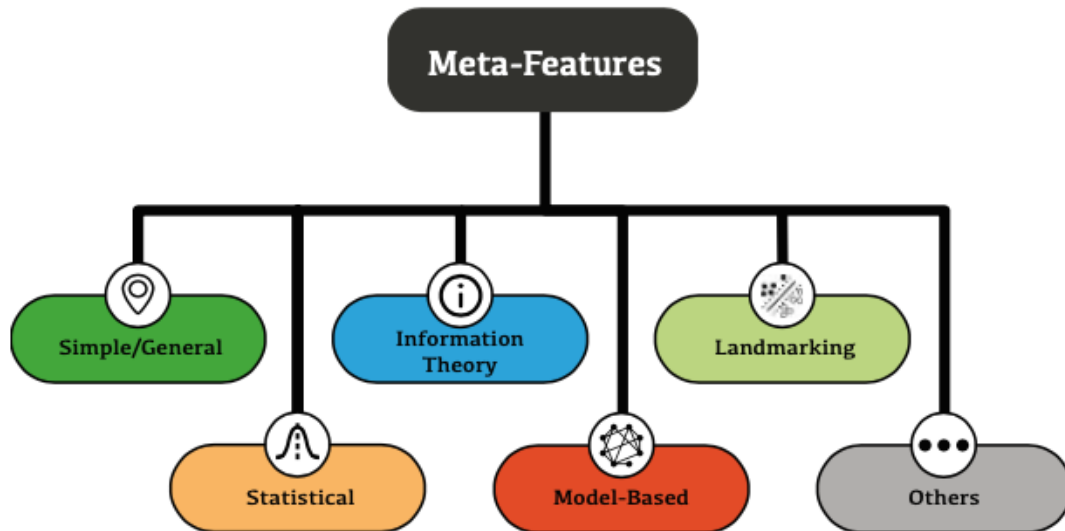 Meta-Features
Simple/General
Information
Theory
Landmarking
Statistical
Model-Based
Others